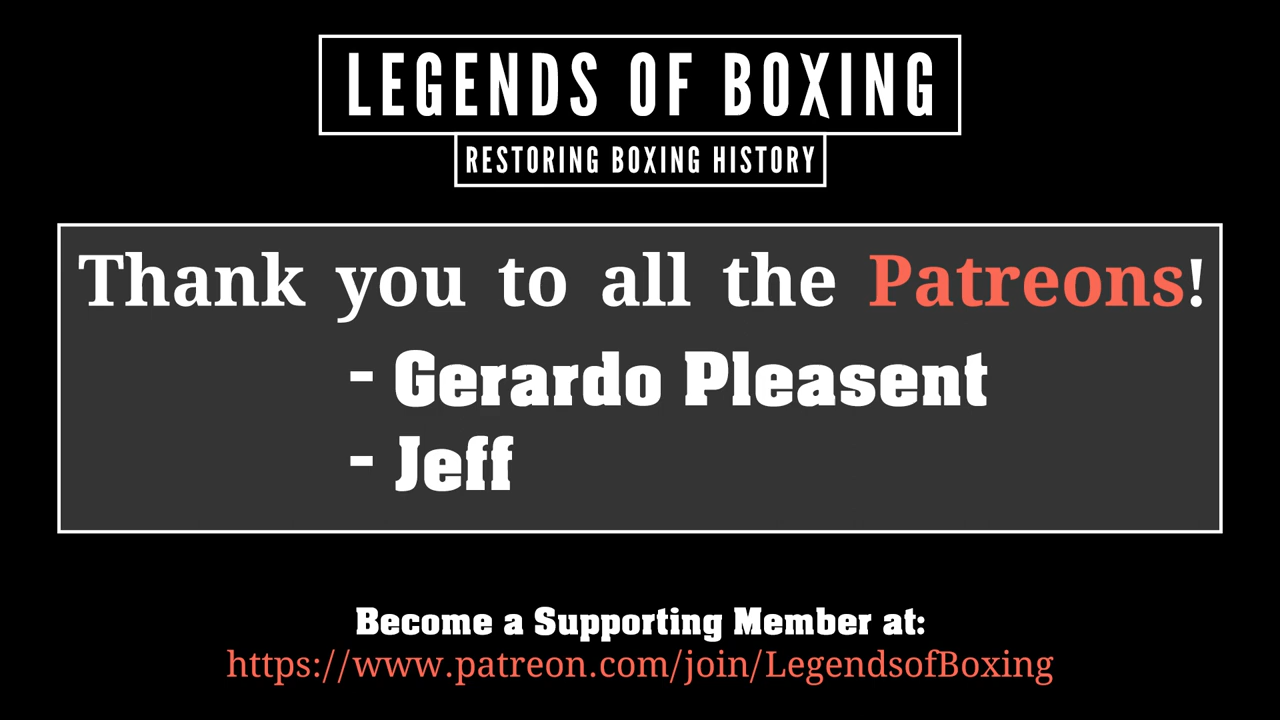 LEGENDS OF BOXING
RESTORING BOXING HISTORY
Thank you to all the Patreons!
- Gerardo Pleasent
- Jeff
Become a Supporting Member at:
https://www.patreon.com/join/LegendsofBoxing